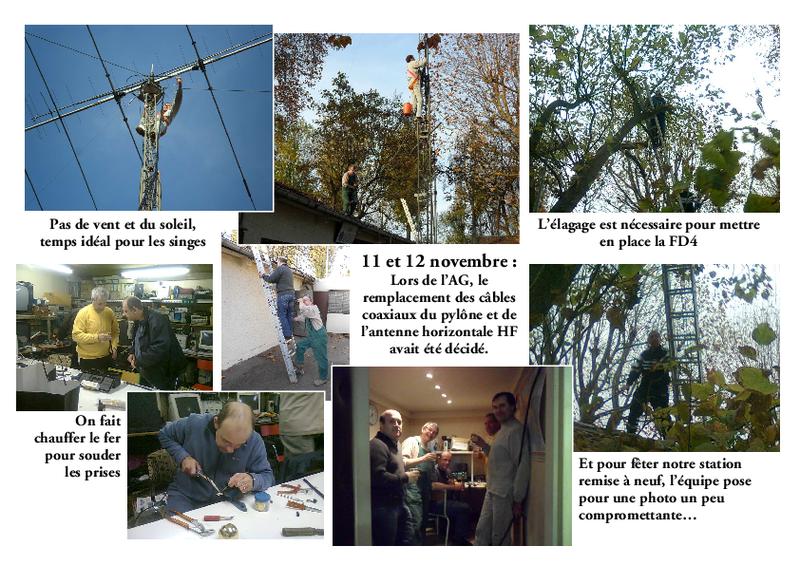 Pas de vent et du soleil,
temps idéal pour les singes
L'élagage est nécessaire pour mettre
en place la FD4
11 et 12 novembre :
Lors de l'AG, le
remplacement des câbles
coaxiaux du pylône et de
l'antenne horizontale HF
avait été décidé.
On fait
chauffer le fer
pour souder
les prises
Et pour fêter notre station
remise à neuf, l'équipe pose
pour une photo un peu
compromettante…